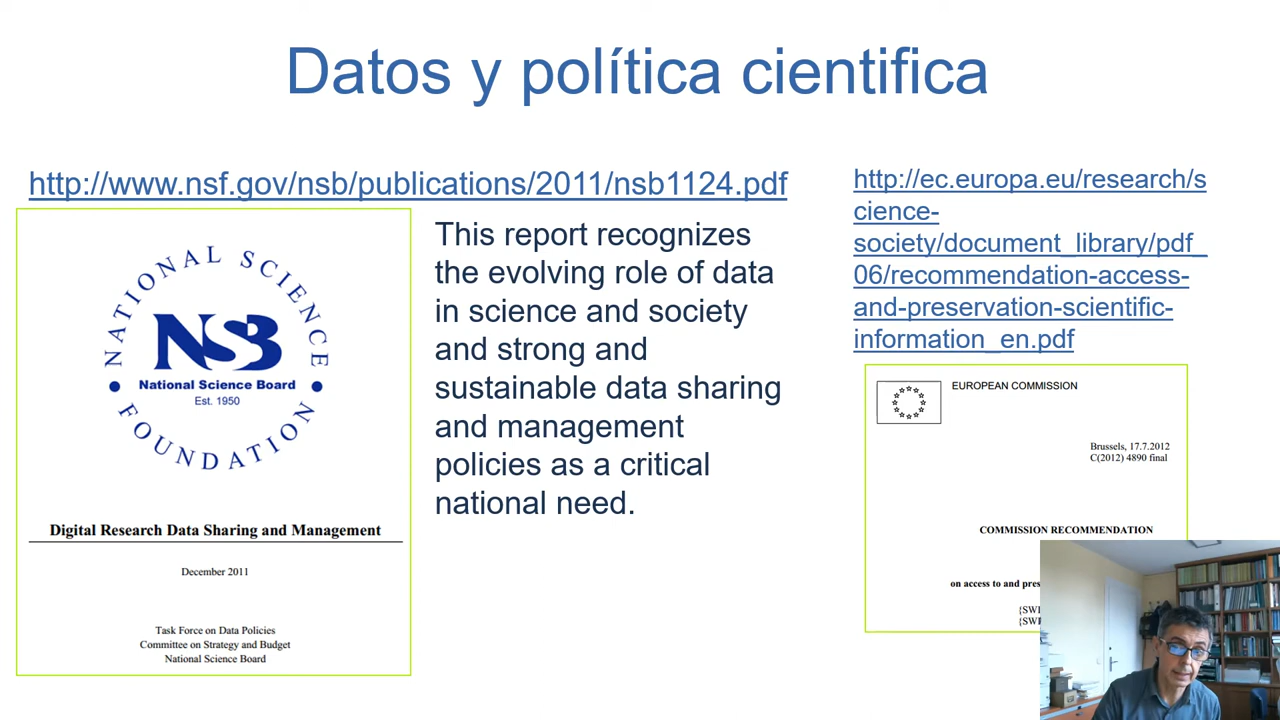 Datos y política cientifica
http://www.nsf.gov/nsb/publications/2011/nsb1124.pdf
NATIONAL SCIENCE
NSB
National Science Board
Est. 1950
FOUNDATION
Digital Research Data Sharing and Management
December 2011
Task Force on Data Policies
Committee on Strategy and Budget
National Science Board
This report recognizes
the evolving role of data
in science and society
and strong and
sustainable data sharing
and management
policies as a critical
national need.
http://ec.europa.eu/research/s
cience-
society/document_library/pdf_
06/recommendation-access-
and-preservation-scientific-
information_en.pdf
EUROPEAN COMMISSION
Brussels, 17.7.2012
C(2012) 4890 final
COMMISSION RECOMMENDATION
on access to and
{SW
{SW